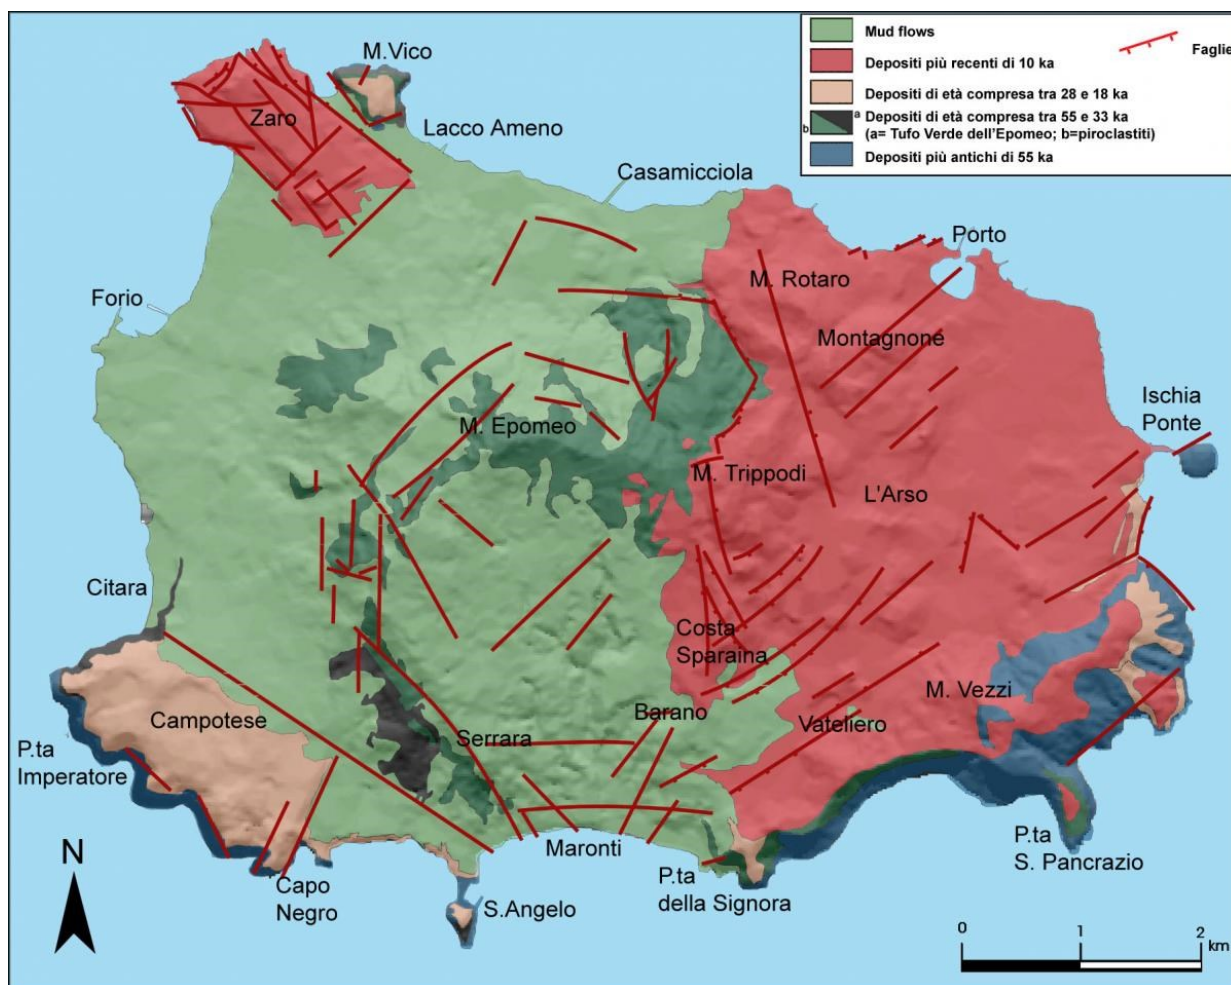 Mud flows
Depositi più recenti di 10 ka
Depositi di età compresa tra 28 e 18 ka
a Depositi di età compresa tra 55 e 33 ka
b (a= Tufo Verde dell'Epomeo; b=piroclastiti)
Depositi più antichi di 55 ka
Faglie
M.Vico
Zaro
Lacco Ameno
Casamicciola
Porto
M. Rotaro
Forio
Montagnone
Ischia
Ponte
M. Epomeo
M. Trippodi
L'Arso
Citara
Costa
Sparaina
M. Vezzi
Campotese
Barano
Vateliero
Serrara
P.ta
Imperatore
Maronti
P.ta
S. Pancrazio
N
Capo
Negro
S.Angelo
P.ta
della Signora
0 1 2
km